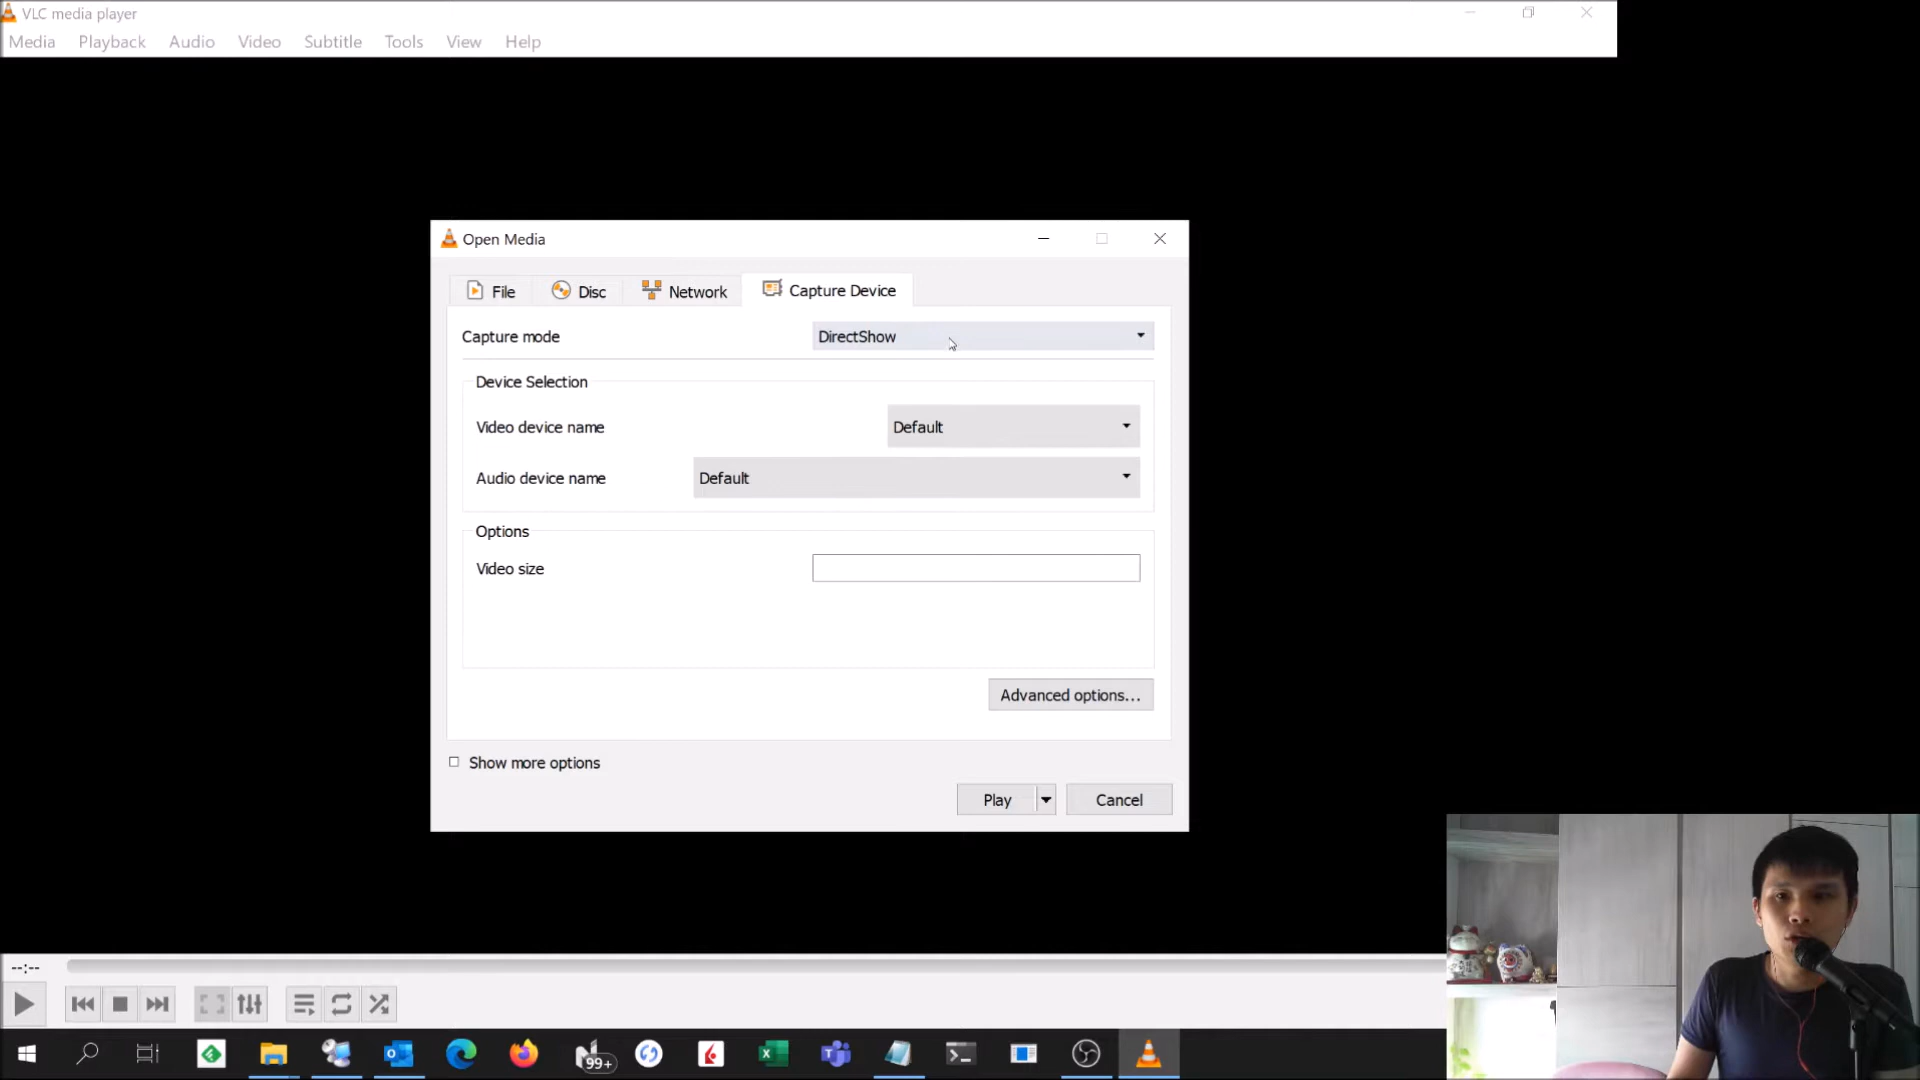 VLC media player
Media Playback Audio Video Subtitle Tools View Help
Open Media
File Disc Network Capture Device
Capture mode DirectShow
Device Selection
Video device name Default
Audio device name Default
Options
Video size
Advanced options...
Show more options
Play Cancel
--:--
99+